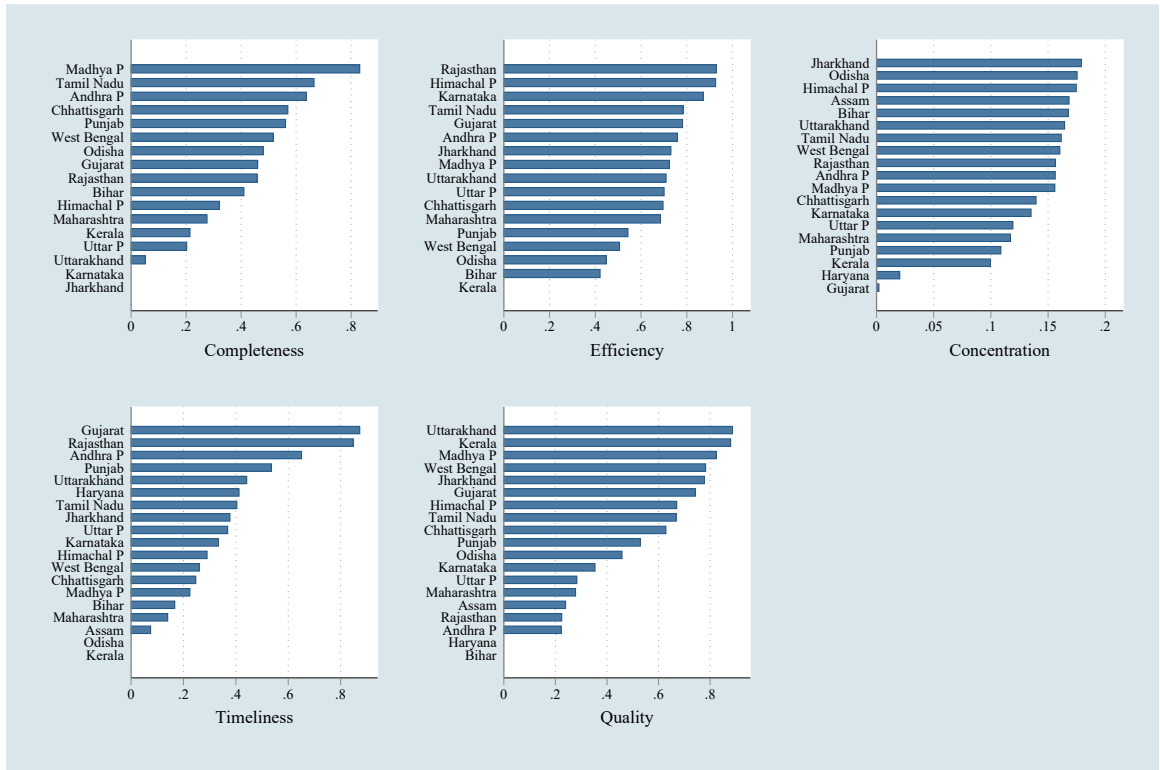 Madhya P
Tamil Nadu
Andhra P
Chhattisgarh
Punjab
West Bengal
Odisha
Gujarat
Rajasthan
Bihar
Himachal P
Maharashtra
Kerala
Uttar P
Uttarakhand
Karnataka
Jharkhand
0 .2 .4 .6 .8
Completeness
Rajasthan
Himachal P
Karnataka
Tamil Nadu
Gujarat
Andhra P
Jharkhand
Madhya P
Uttarakhand
Uttar P
Chhattisgarh
Maharashtra
Punjab
West Bengal
Odisha
Bihar
Kerala
0 .2 .4 .6 .8 1
Efficiency
Jharkhand
Odisha
Himachal P
Assam
Bihar
Uttarakhand
Tamil Nadu
West Bengal
Rajasthan
Andhra P
Madhya P
Chhattisgarh
Karnataka
Uttar P
Maharashtra
Punjab
Kerala
Haryana
Gujarat
0 .05 .1 .15 .2
Concentration
Gujarat
Rajasthan
Andhra P
Punjab
Uttarakhand
Haryana
Tamil Nadu
Jharkhand
Uttar P
Karnataka
Himachal P
West Bengal
Chhattisgarh
Madhya P
Bihar
Maharashtra
Assam
Odisha
Kerala
0 .2 .4 .6 .8
Timeliness
Uttarakhand
Kerala
Madhya P
West Bengal
Jharkhand
Gujarat
Himachal P
Tamil Nadu
Chhattisgarh
Punjab
Odisha
Karnataka
Uttar P
Maharashtra
Assam
Rajasthan
Andhra P
Haryana
Bihar
0 .2 .4 .6 .8
Quality